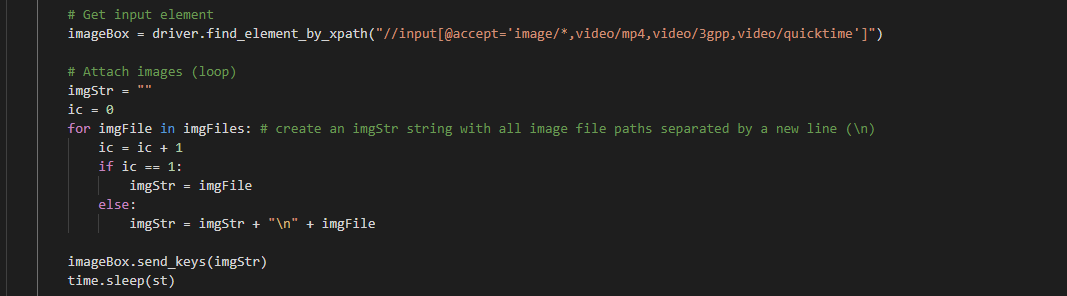 # Get input element
imageBox = driver.find_element_by_xpath("//input[@accept='image/*,video/mp4,video/3gpp,video/quicktime']")
# Attach images (loop)
imgStr = ""
ic = 0
for imgFile in imgFiles: # create an imgStr string with all image file paths separated by a new line (\n)
    ic = ic + 1
    if ic == 1:
        imgStr = imgFile
    else:
        imgStr = imgStr + "\n" + imgFile
imageBox.send_keys(imgStr)
time.sleep(st)